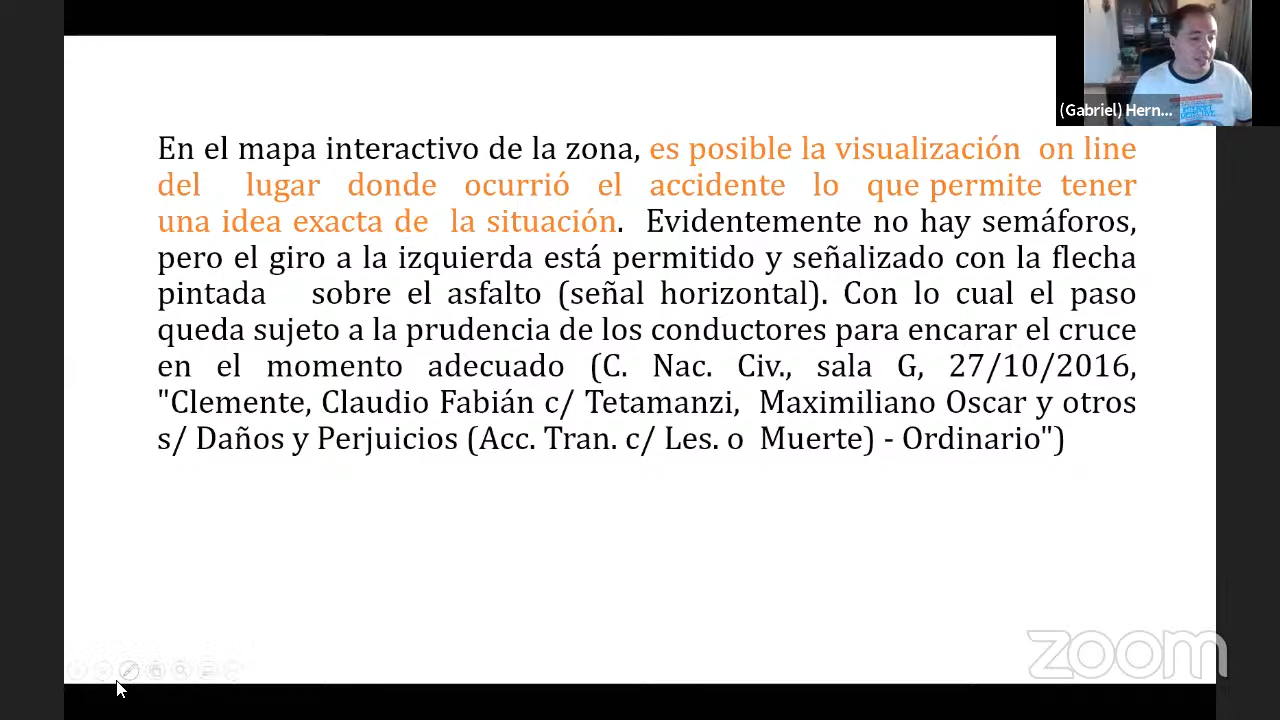 (Gabriel) Hern...
En el mapa interactivo de la zona, es posible la visualización on line
del lugar donde ocurrió el accidente lo que permite tener
una idea exacta de la situación. Evidentemente no hay semáforos,
pero el giro a la izquierda está permitido y señalizado con la flecha
pintada sobre el asfalto (señal horizontal). Con lo cual el paso
queda sujeto a la prudencia de los conductores para encarar el cruce
en el momento adecuado (C. Nac. Civ., sala G, 27/10/2016,
"Clemente, Claudio Fabián c/ Tetamanzi, Maximiliano Oscar y otros
s/ Daños y Perjuicios (Acc. Tran. c/ Les. o Muerte) - Ordinario")
zoom